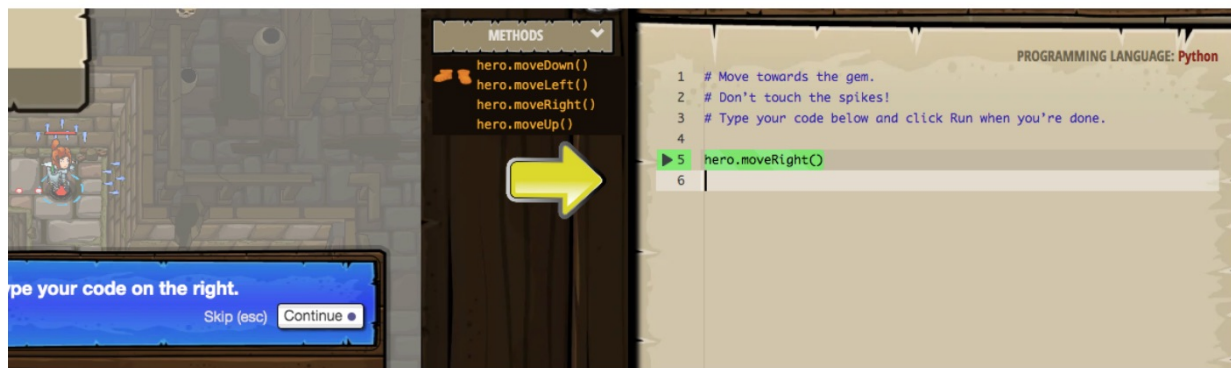 METHODS
hero.moveDown()
hero.moveLeft()
hero.moveRight()
hero.moveUp()
PROGRAMMING LANGUAGE: Python
1 # Move towards the gem.
2 # Don't touch the spikes!
3 # Type your code below and click Run when you're done.
4
5 hero.moveRight()
6
your code on the right.
Skip (esc) Continue